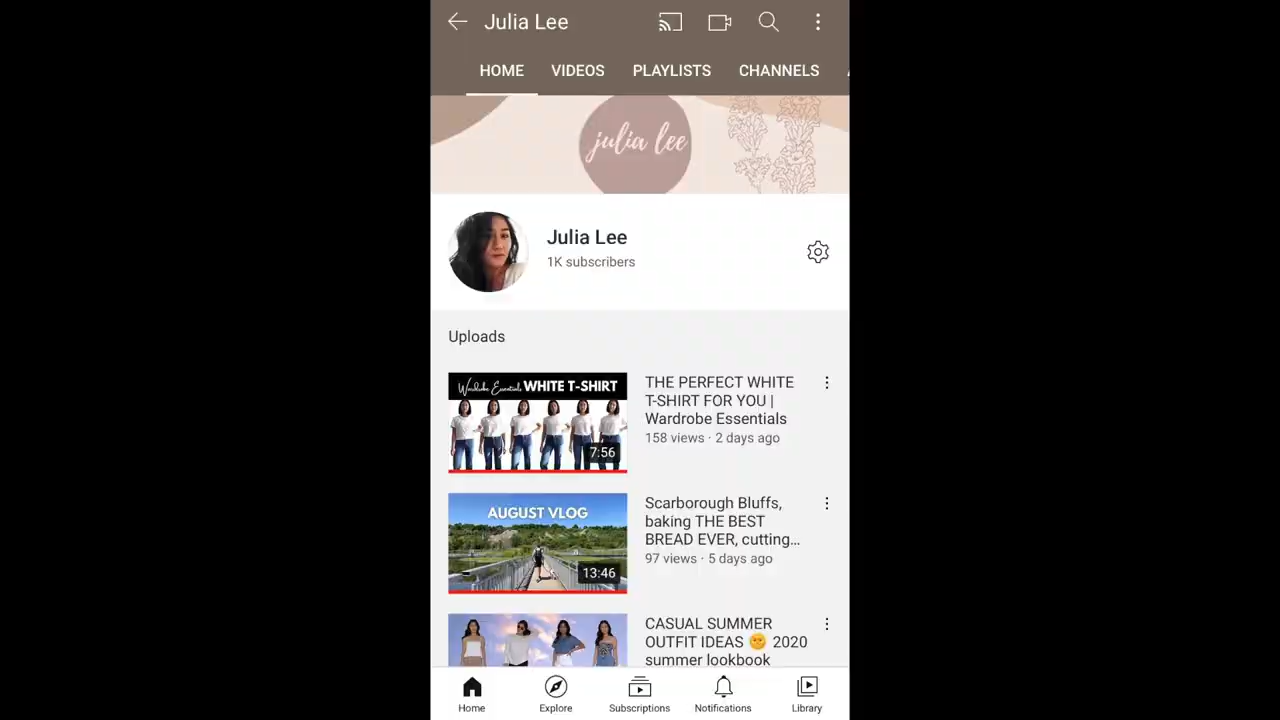 Julia Lee
HOME VIDEOS PLAYLISTS CHANNELS
julia lee
Julia Lee
1K subscribers
Uploads
Wardrobe Essentials WHITE T-SHIRT
7:56
THE PERFECT WHITE
T-SHIRT FOR YOU |
Wardrobe Essentials
158 views · 2 days ago
AUGUST VLOG
13:46
Scarborough Bluffs,
baking THE BEST
BREAD EVER, cutting...
97 views · 5 days ago
CASUAL SUMMER
OUTFIT IDEAS 🌞 2020
summer lookbook
Home Explore Subscriptions Notifications Library